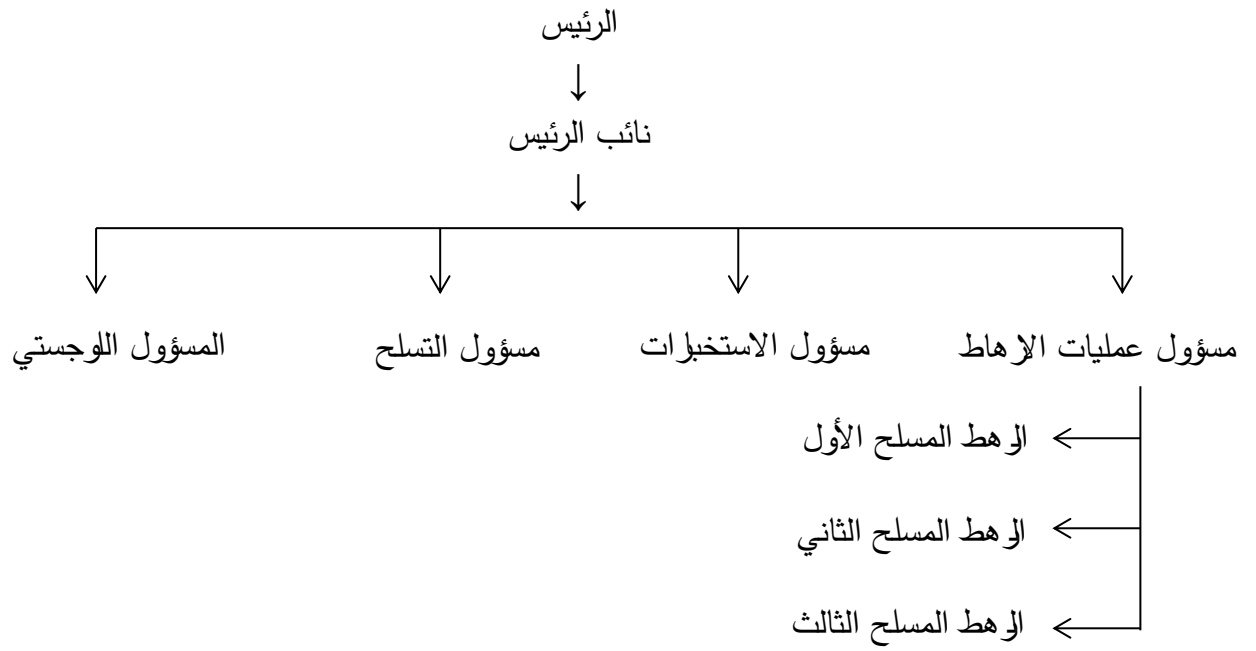 الرئيس
نائب الرئيس
مسؤول عمليات الارهاط
مسؤول الاستخبارات
مسؤول التسلح
المسؤول اللوجستي
الرهط المسلح الأول
الرهط المسلح الثاني
الرهط المسلح الثالث